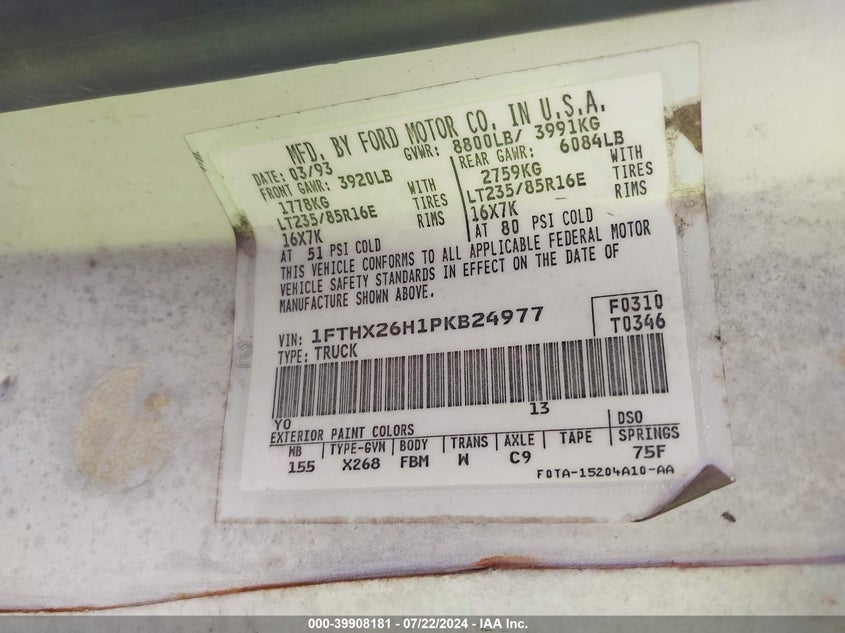 MFD. BY FORD MOTOR CO. IN U.S.A.
DATE: 03/93 GVWR: 8800LB/ 3991KG
FRONT GAWR: 3920LB REAR GAWR: 6084LB
1778KG WITH 2759KG WITH
LT235/85R16E TIRES LT235/85R16E TIRES
16X7K RIMS 16X7K RIMS
AT 51 PSI COLD AT 80 PSI COLD
THIS VEHICLE CONFORMS TO ALL APPLICABLE FEDERAL MOTOR
VEHICLE SAFETY STANDARDS IN EFFECT ON THE DATE OF
MANUFACTURE SHOWN ABOVE.
VIN: 1FTHX26H1PKB24977 F0310
TYPE: TRUCK T0346
YO 13
EXTERIOR PAINT COLORS DSO
WB TYPE-GVW BODY TRANS AXLE TAPE SPRINGS
155 X268 FBM W C9 75F
F0TA-15204A10-AA
000-39908181 - 07/22/2024 - IAA Inc.